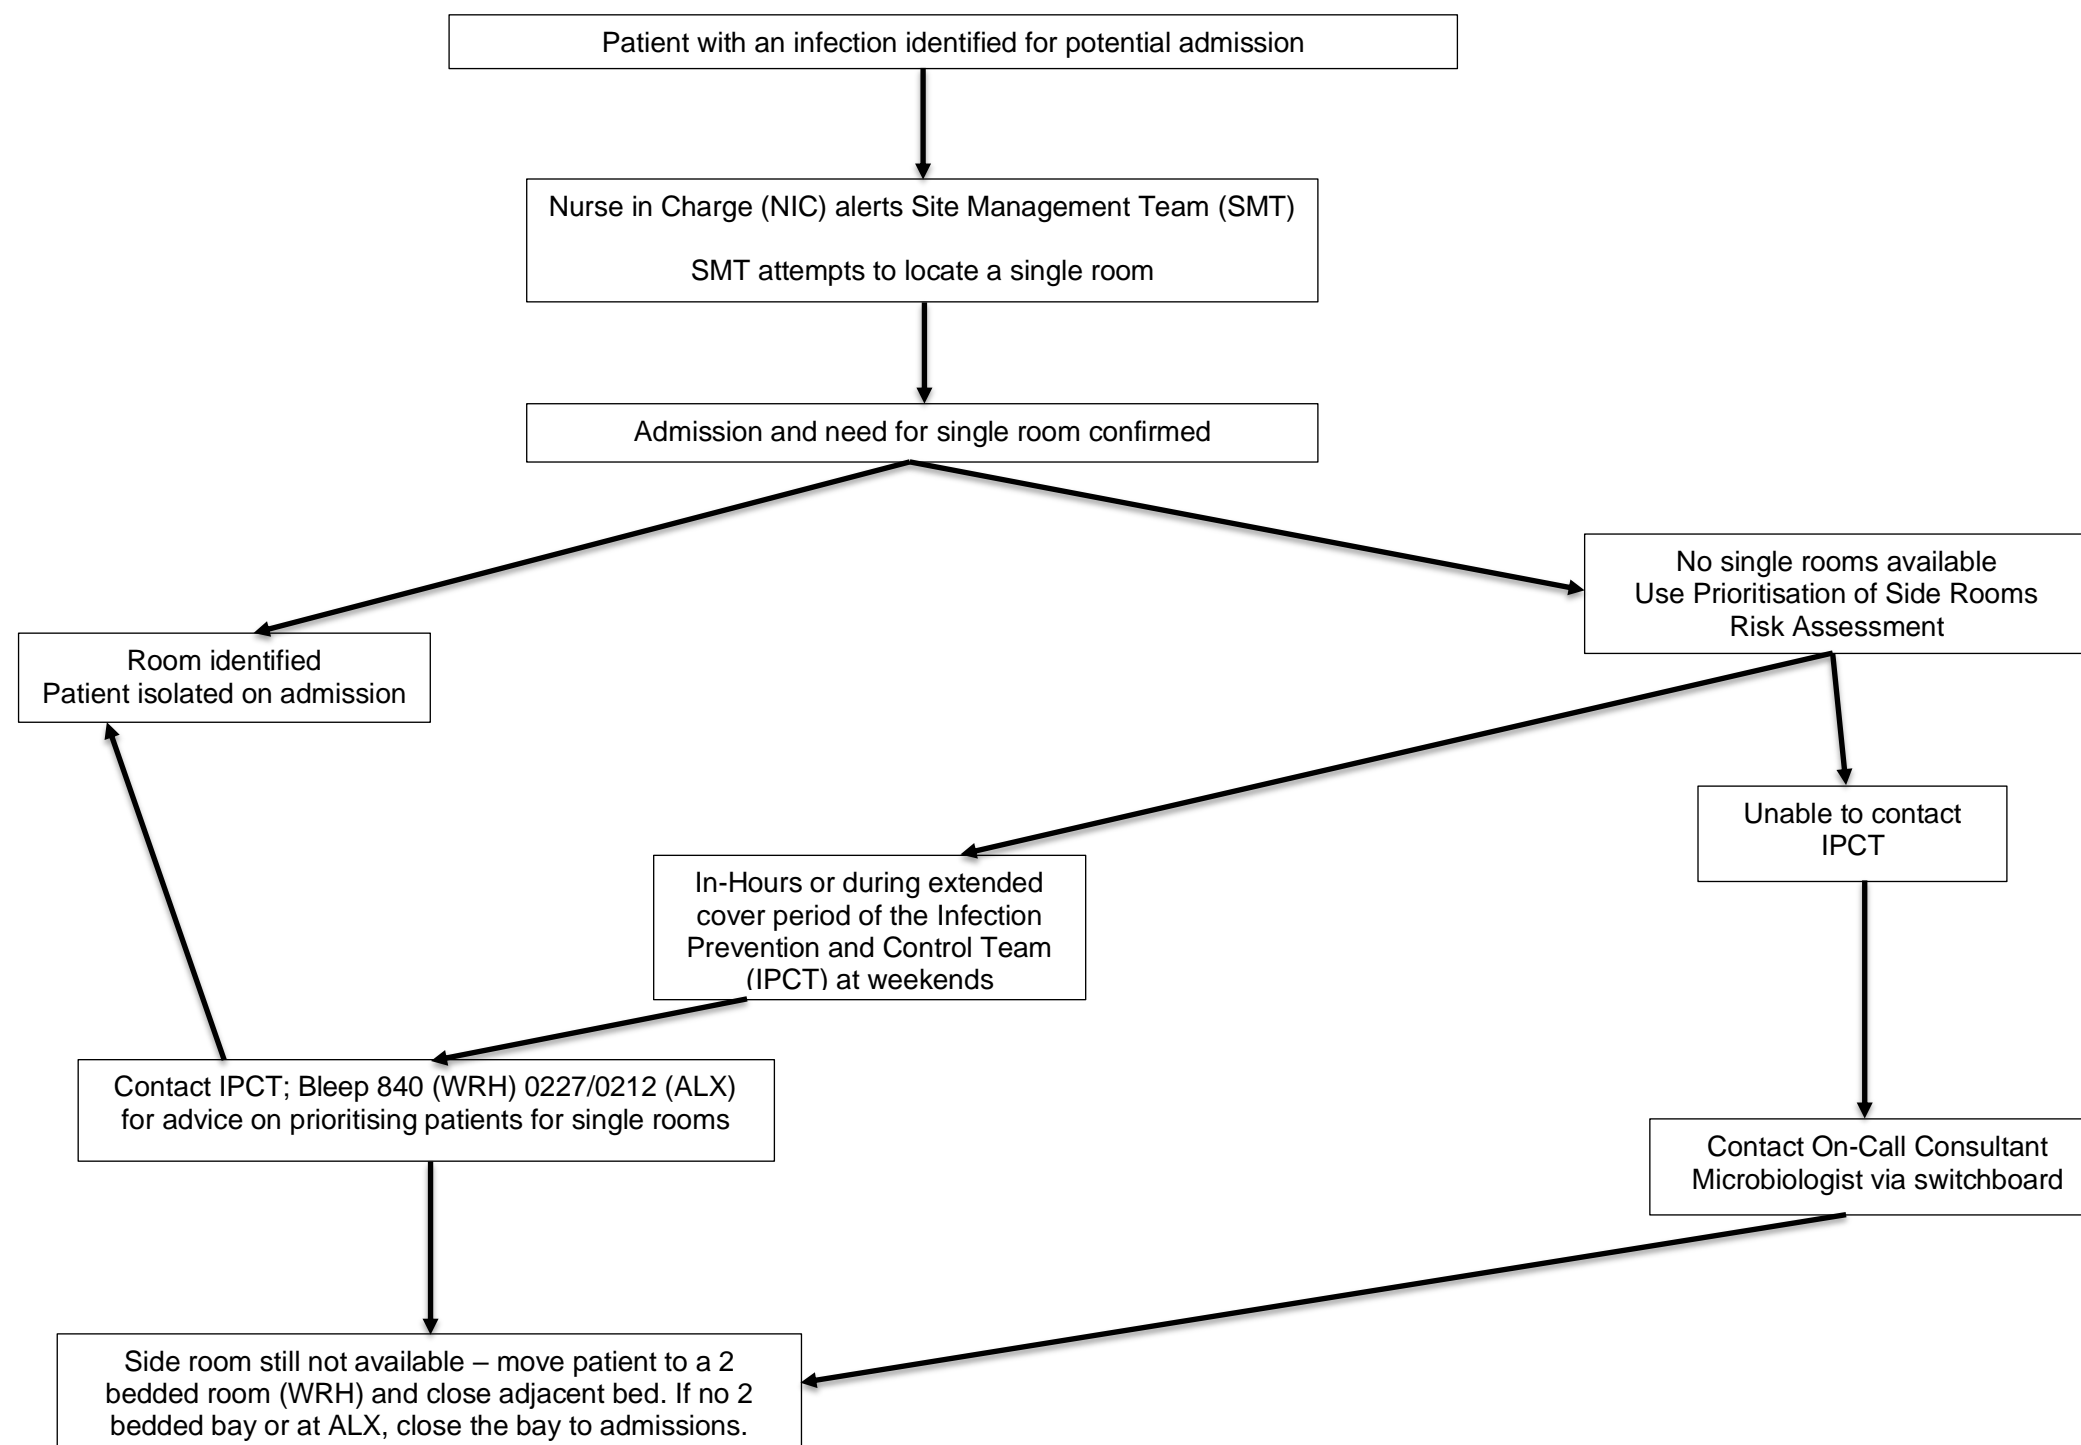 Patient with an infection identified for potential admission
Nurse in Charge (NIC) alerts Site Management Team (SMT)
SMT attempts to locate a single room
Admission and need for single room confirmed
No single rooms available
Use Prioritisation of Side Rooms
Risk Assessment
Room identified
Patient isolated on admission
Unable to contact
IPCT
In-Hours or during extended
cover period of the Infection
Prevention and Control Team
(IPCT) at weekends
Contact IPCT; Bleep 840 (WRH) 0227/0212 (ALX)
for advice on prioritising patients for single rooms
Contact On-Call Consultant
Microbiologist via switchboard
Side room still not available – move patient to a 2
bedded room (WRH) and close adjacent bed. If no 2
bedded bay or at ALX, close the bay to admissions.